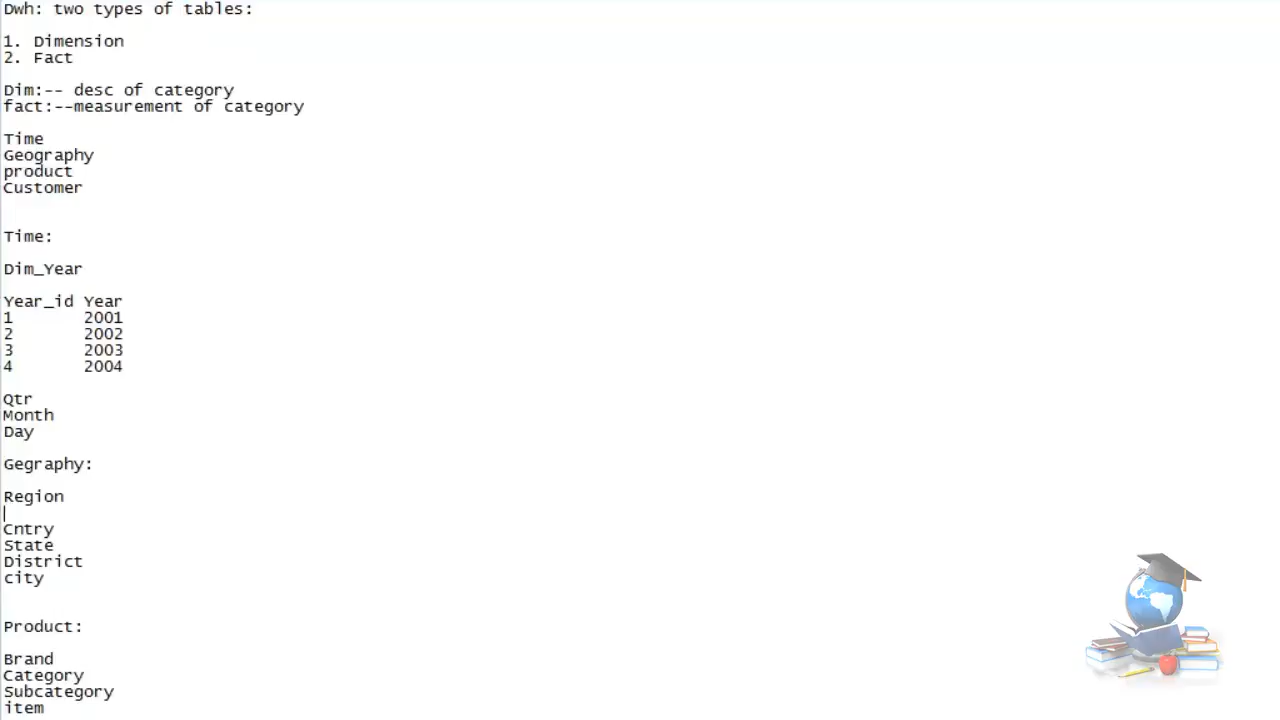 Dwh: two types of tables:
1. Dimension
2. Fact
Dim:-- desc of category
fact:--measurement of category
Time
Geography
product
Customer
Time:
Dim_Year
Year_id Year
1 2001
2 2002
3 2003
4 2004
Qtr
Month
Day
Gegraphy:
Region
Cntry
State
District
city
Product:
Brand
Category
Subcategory
item